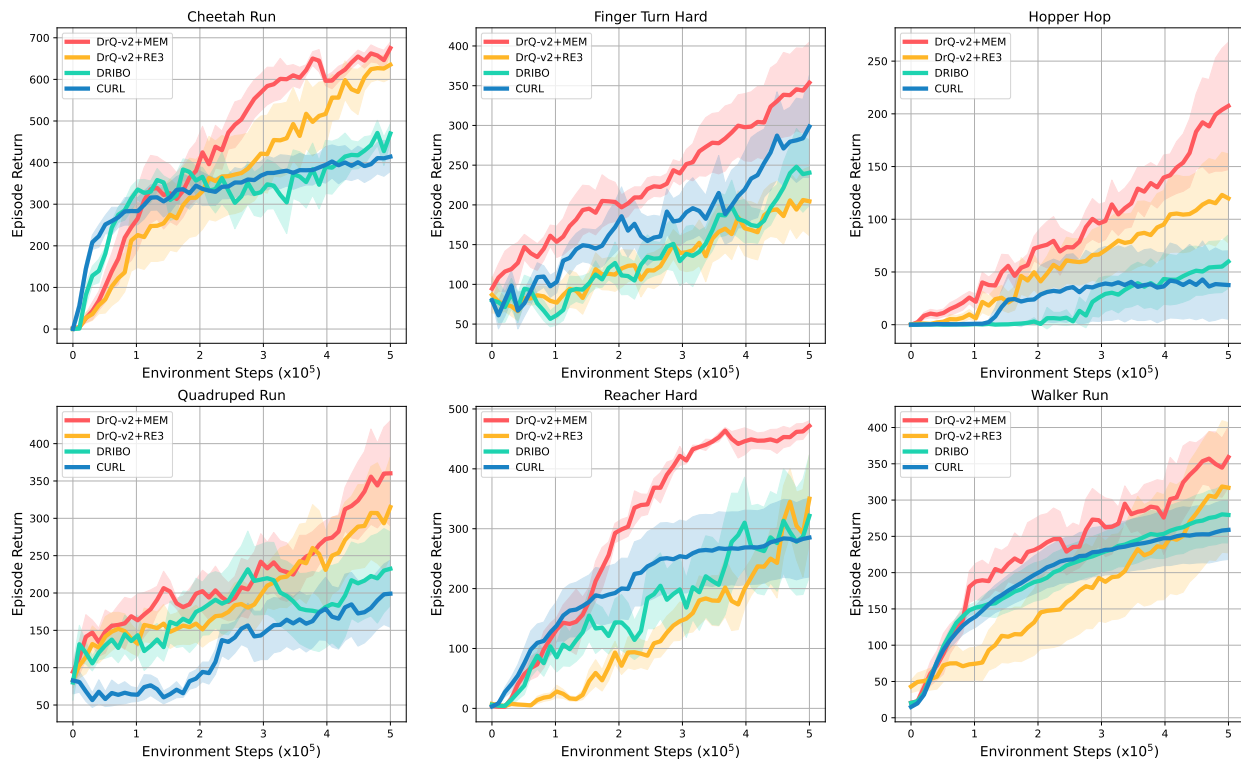 Cheetah Run
Episode Return
700
600
500
400
300
200
100
0
DrQ-v2+MEM
DrQ-v2+RE3
DRIBO
CURL
0 1 2 3 4 5
Environment Steps (x10⁵)
Finger Turn Hard
Episode Return
400
350
300
250
200
150
100
50
DrQ-v2+MEM
DrQ-v2+RE3
DRIBO
CURL
0 1 2 3 4 5
Environment Steps (x10⁵)
Hopper Hop
Episode Return
250
200
150
100
50
0
DrQ-v2+MEM
DrQ-v2+RE3
DRIBO
CURL
0 1 2 3 4 5
Environment Steps (x10⁵)
Quadruped Run
Episode Return
400
350
300
250
200
150
100
50
DrQ-v2+MEM
DrQ-v2+RE3
DRIBO
CURL
0 1 2 3 4 5
Environment Steps (x10⁵)
Reacher Hard
Episode Return
500
400
300
200
100
0
DrQ-v2+MEM
DrQ-v2+RE3
DRIBO
CURL
0 1 2 3 4 5
Environment Steps (x10⁵)
Walker Run
Episode Return
400
350
300
250
200
150
100
50
0
DrQ-v2+MEM
DrQ-v2+RE3
DRIBO
CURL
0 1 2 3 4 5
Environment Steps (x10⁵)